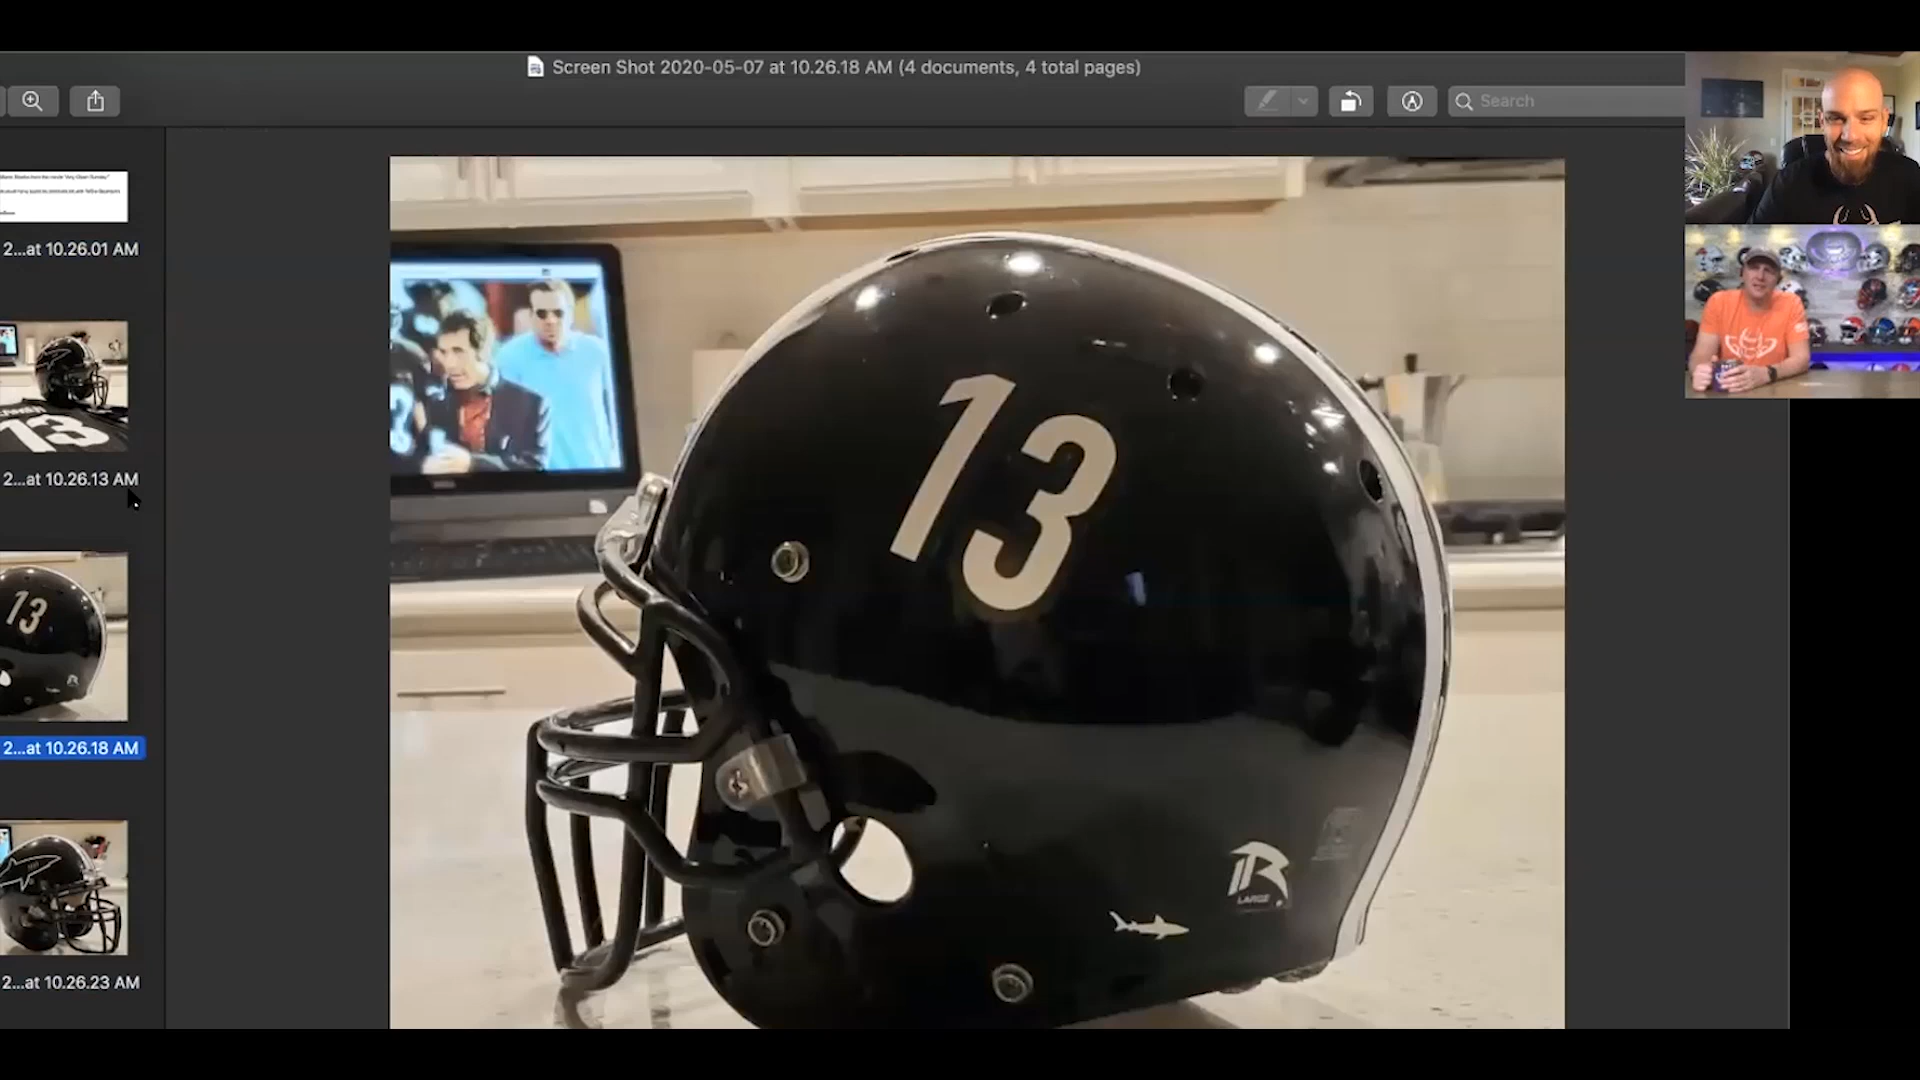 Screen Shot 2020-05-07 at 10.26.18 AM (4 documents, 4 total pages)
Search
2...at 10.26.01 AM
13
2...at 10.26.13 AM
13
2...at 10.26.18 AM
2...at 10.26.23 AM
13
R
LARGE